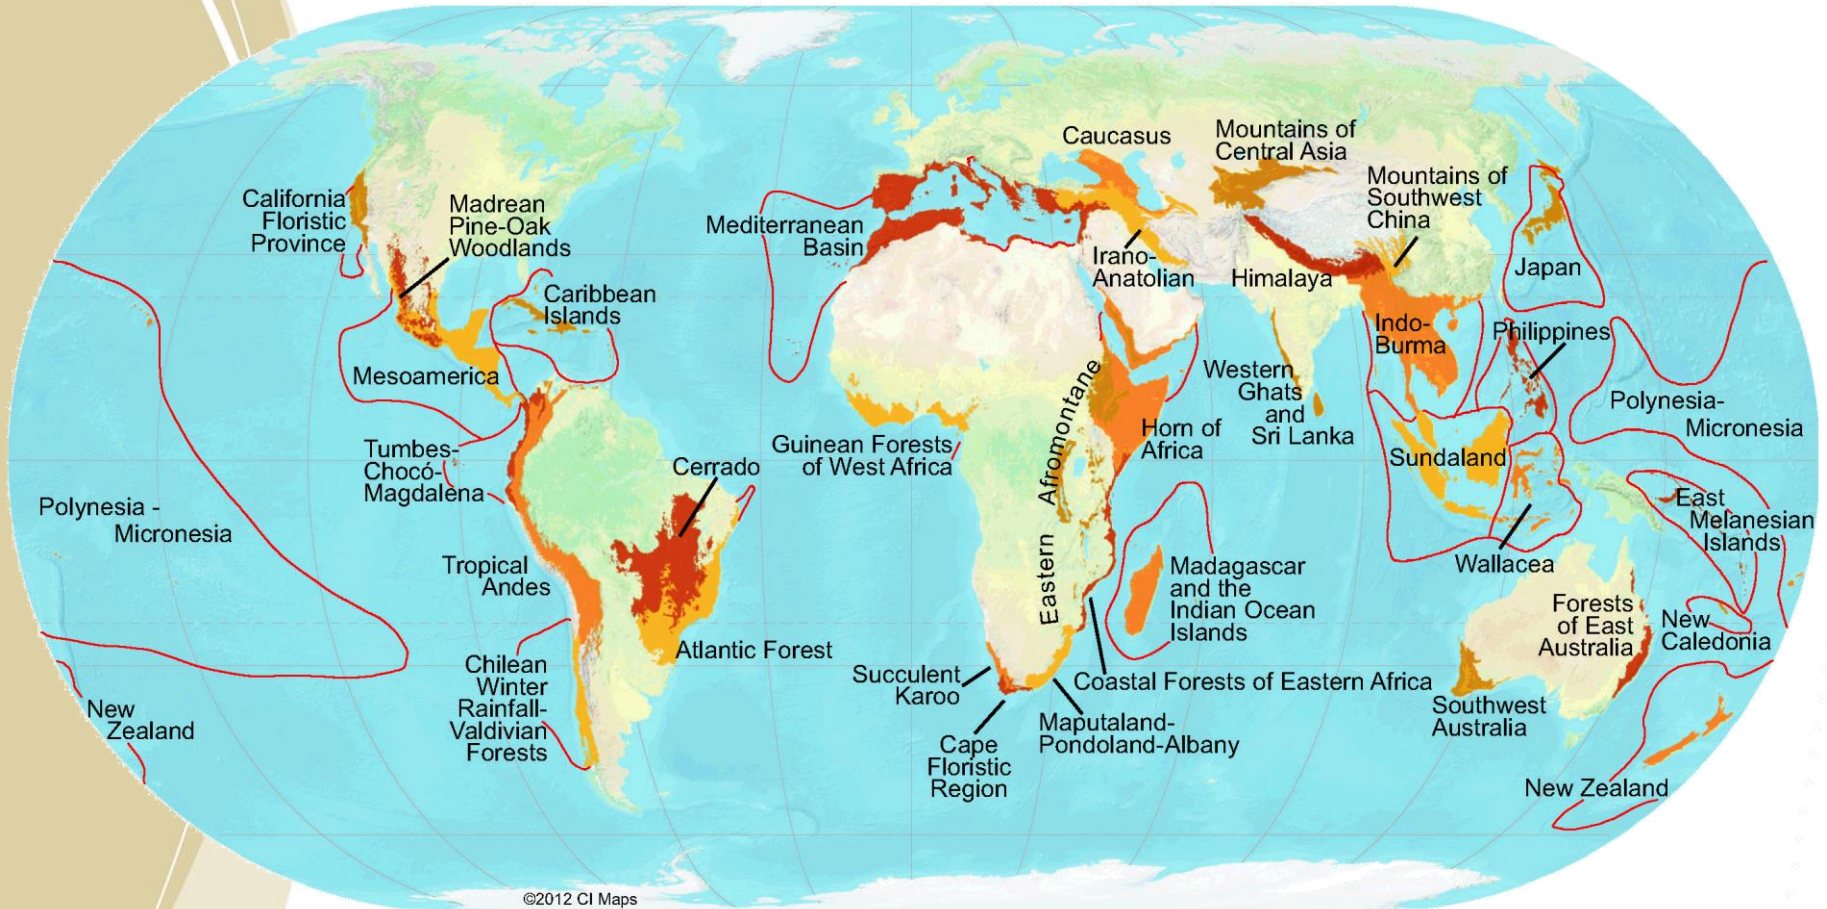 Caucasus
Mountains of
Central Asia
Mountains of
Southwest
China
California
Floristic
Province
Madrean
Pine-Oak
Woodlands
Mediterranean
Basin
Irano-
Anatolian
Himalaya
Japan
Caribbean
Islands
Indo-
Burma
Philippines
Mesoamerica
Western
Ghats
and
Sri Lanka
Polynesia-
Micronesia
Tumbes-
Chocó-
Magdalena
Cerrado
Guinean Forests
of West Africa
Eastern Afromontane
Horn of
Africa
Sundaland
Polynesia -
Micronesia
East
Melanesian
Islands
Tropical
Andes
Madagascar
and the
Indian Ocean
Islands
Wallacea
Forests
of East
Australia
New
Caledonia
Chilean
Winter
Rainfall-
Valdivian
Forests
Atlantic Forest
Succulent
Karoo
Coastal Forests of Eastern Africa
Southwest
Australia
New
Zealand
Cape
Floristic
Region
Maputaland-
Pondoland-Albany
New Zealand
©2012 CI Maps